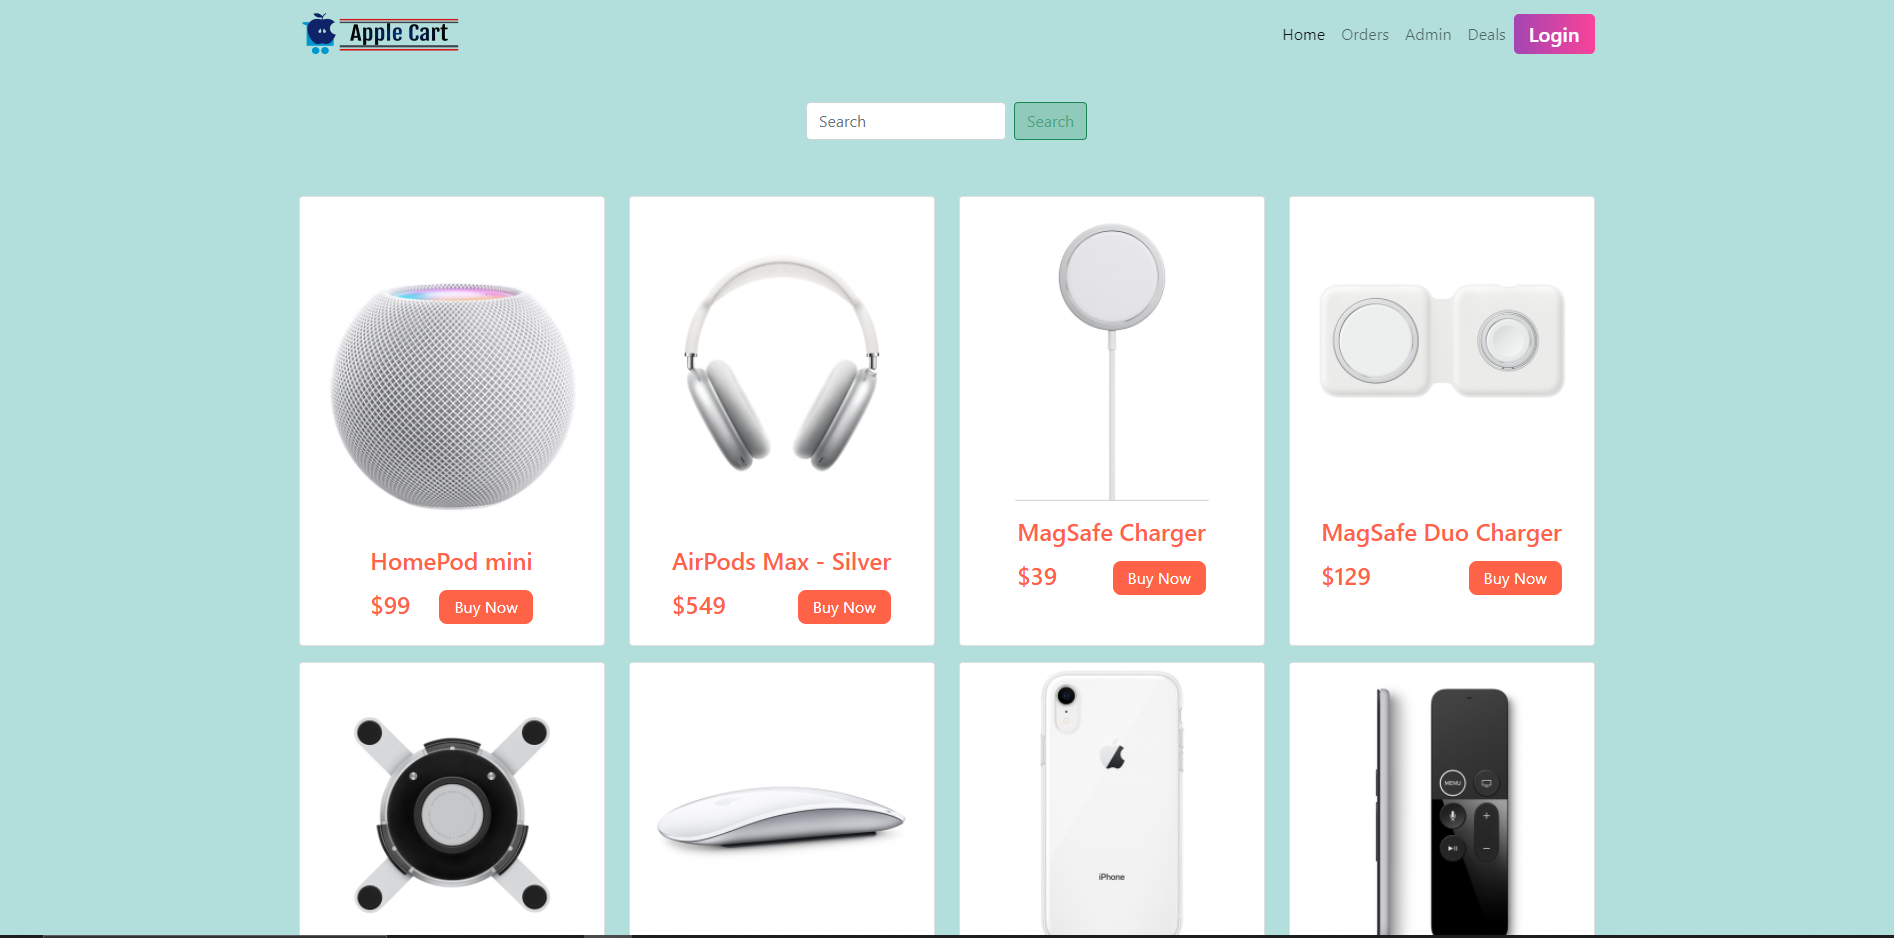 Apple Cart
Home Orders Admin Deals Login
Search Search
HomePod mini
$99 Buy Now
AirPods Max - Silver
$549 Buy Now
MagSafe Charger
$39 Buy Now
MagSafe Duo Charger
$129 Buy Now
iPhone
MENU